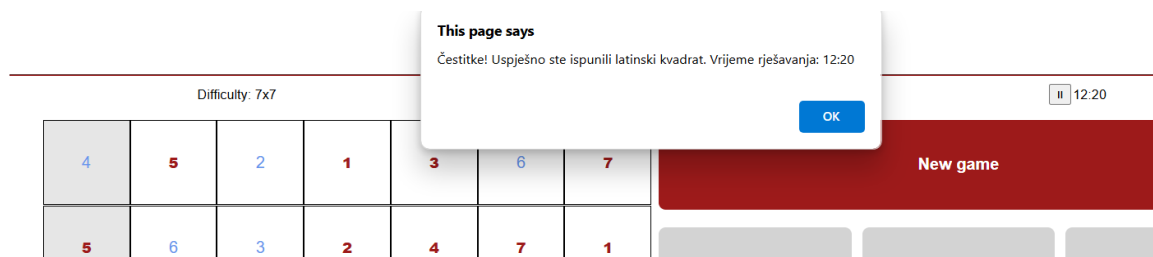 This page says
Čestitke! Uspješno ste ispunili latinski kvadrat. Vrijeme rješavanja: 12:20
OK
Difficulty: 7x7
12:20
4 5 2 1 3 6 7
New game
5 6 3 2 4 7 1